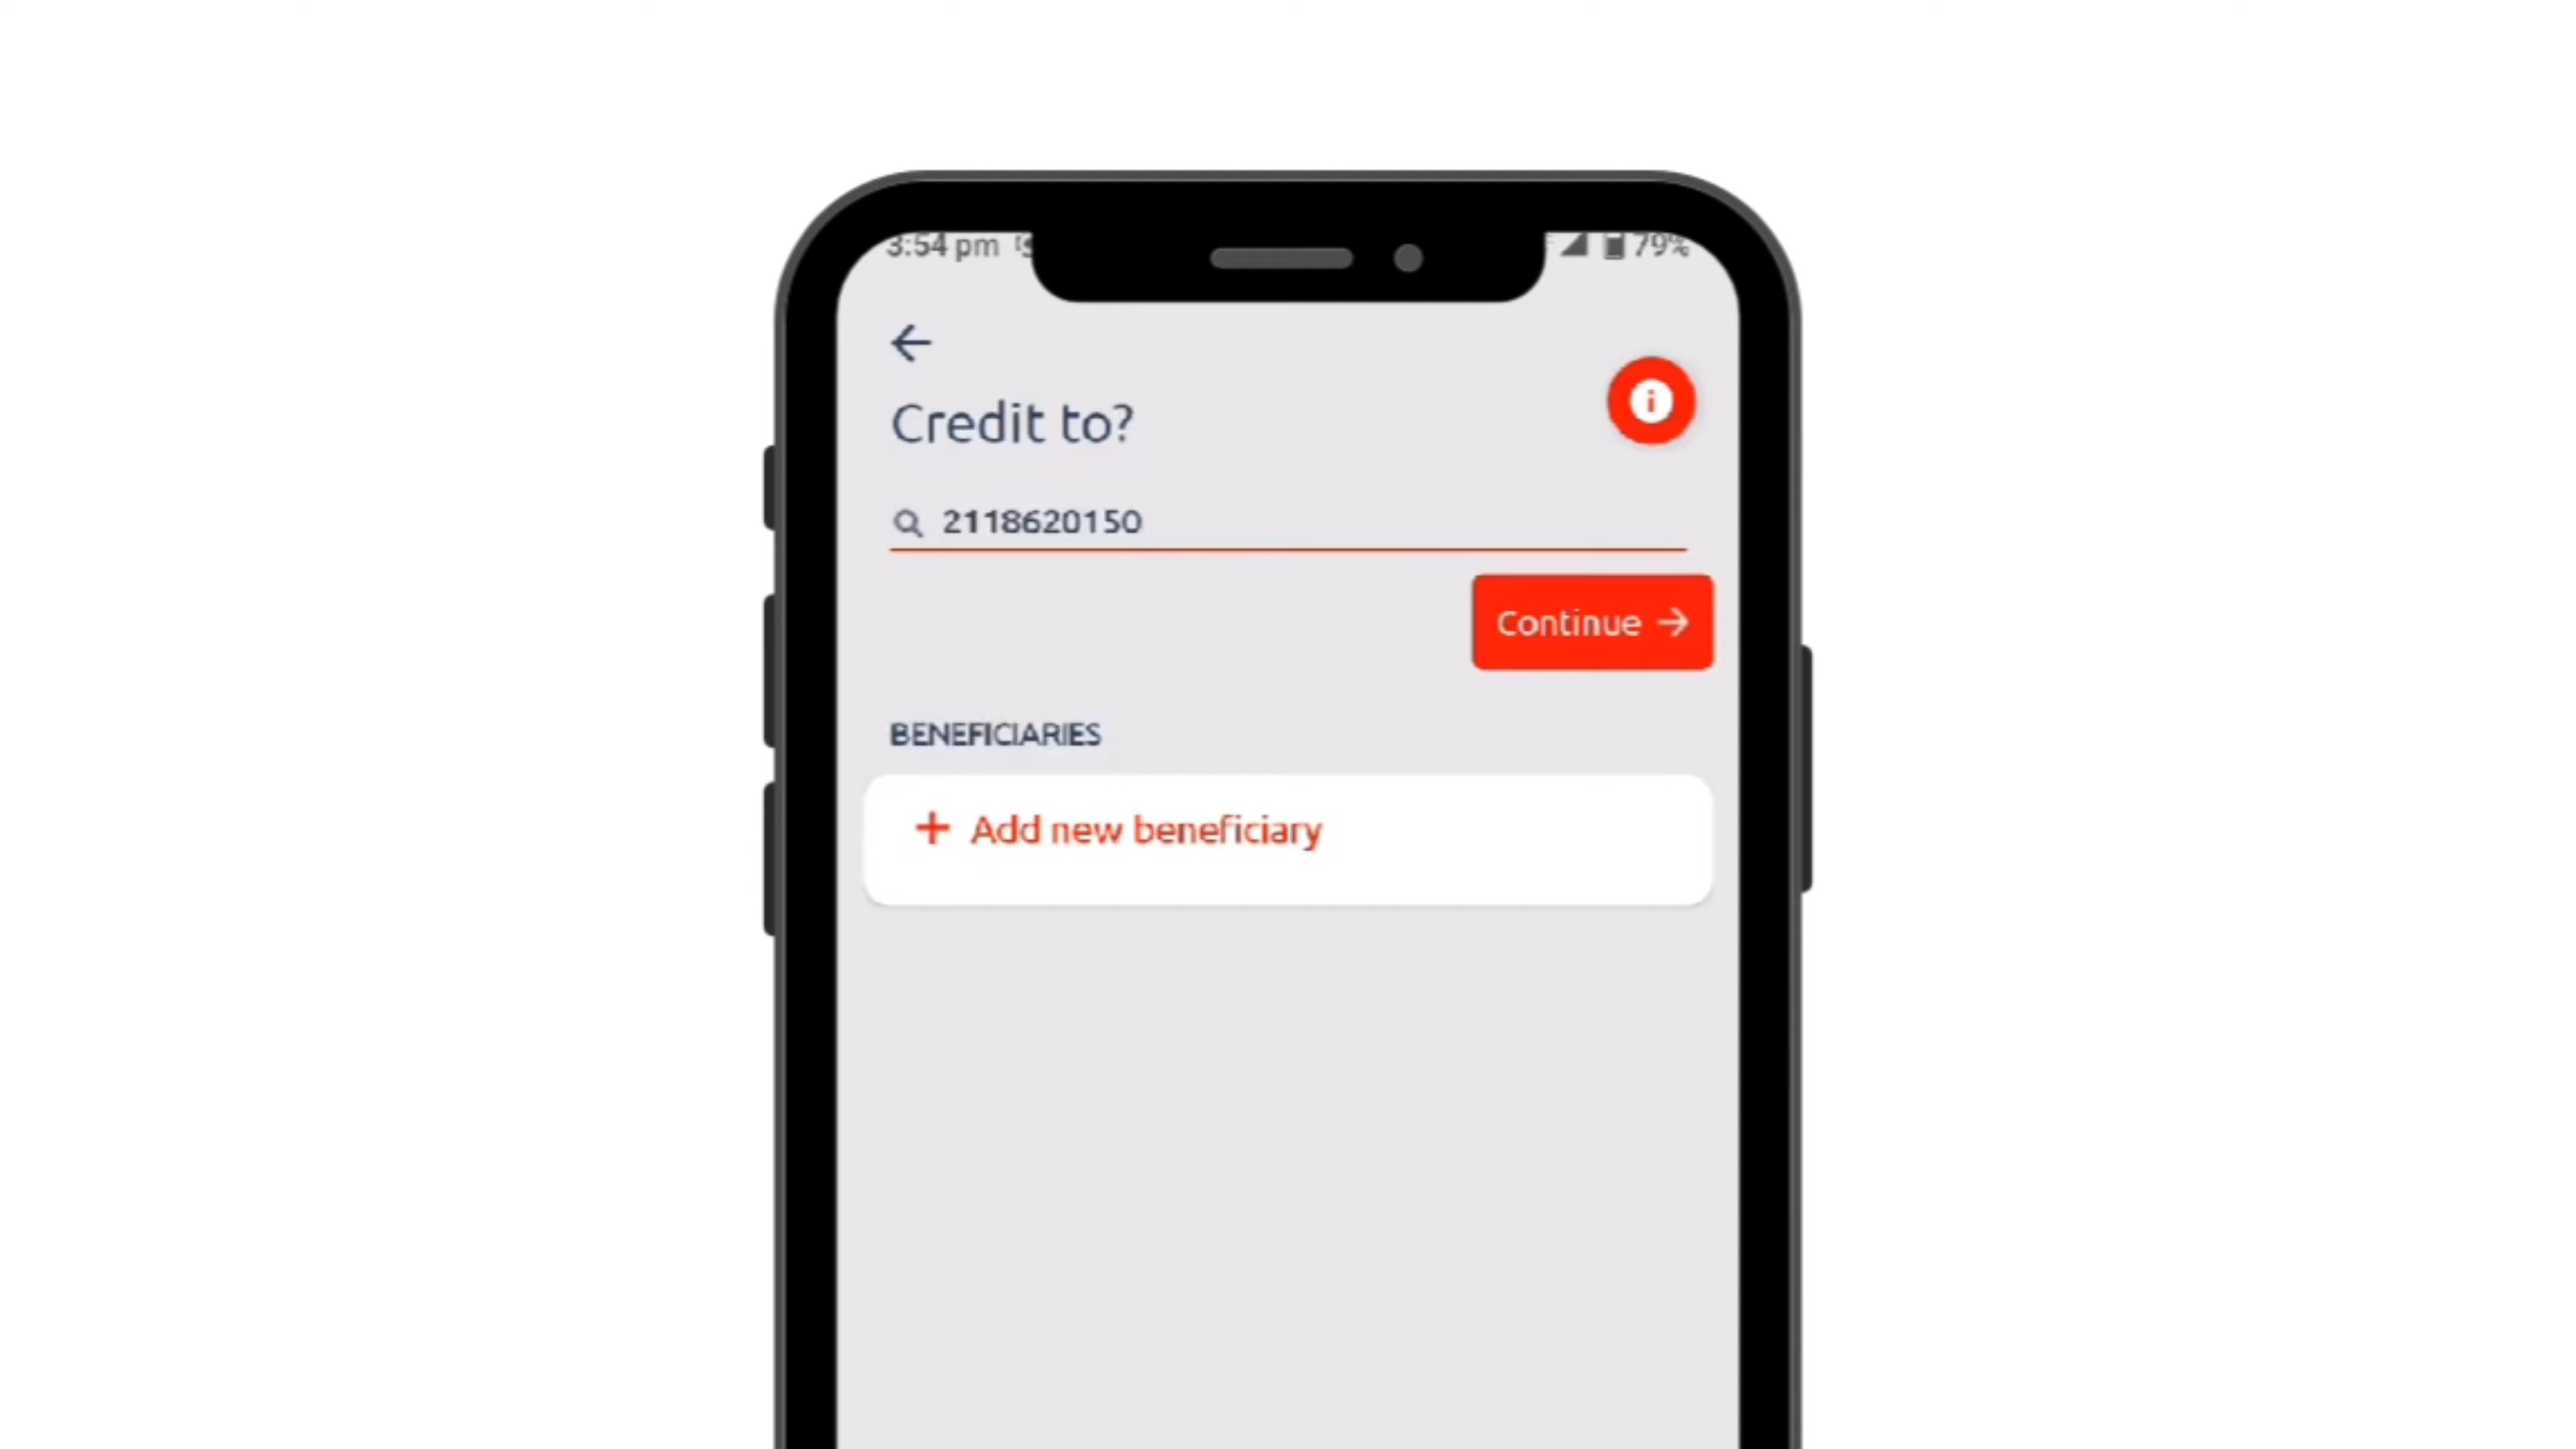 3:54 pm
79%
Credit to?
2118620150
Continue →
BENEFICIARIES
+ Add new beneficiary